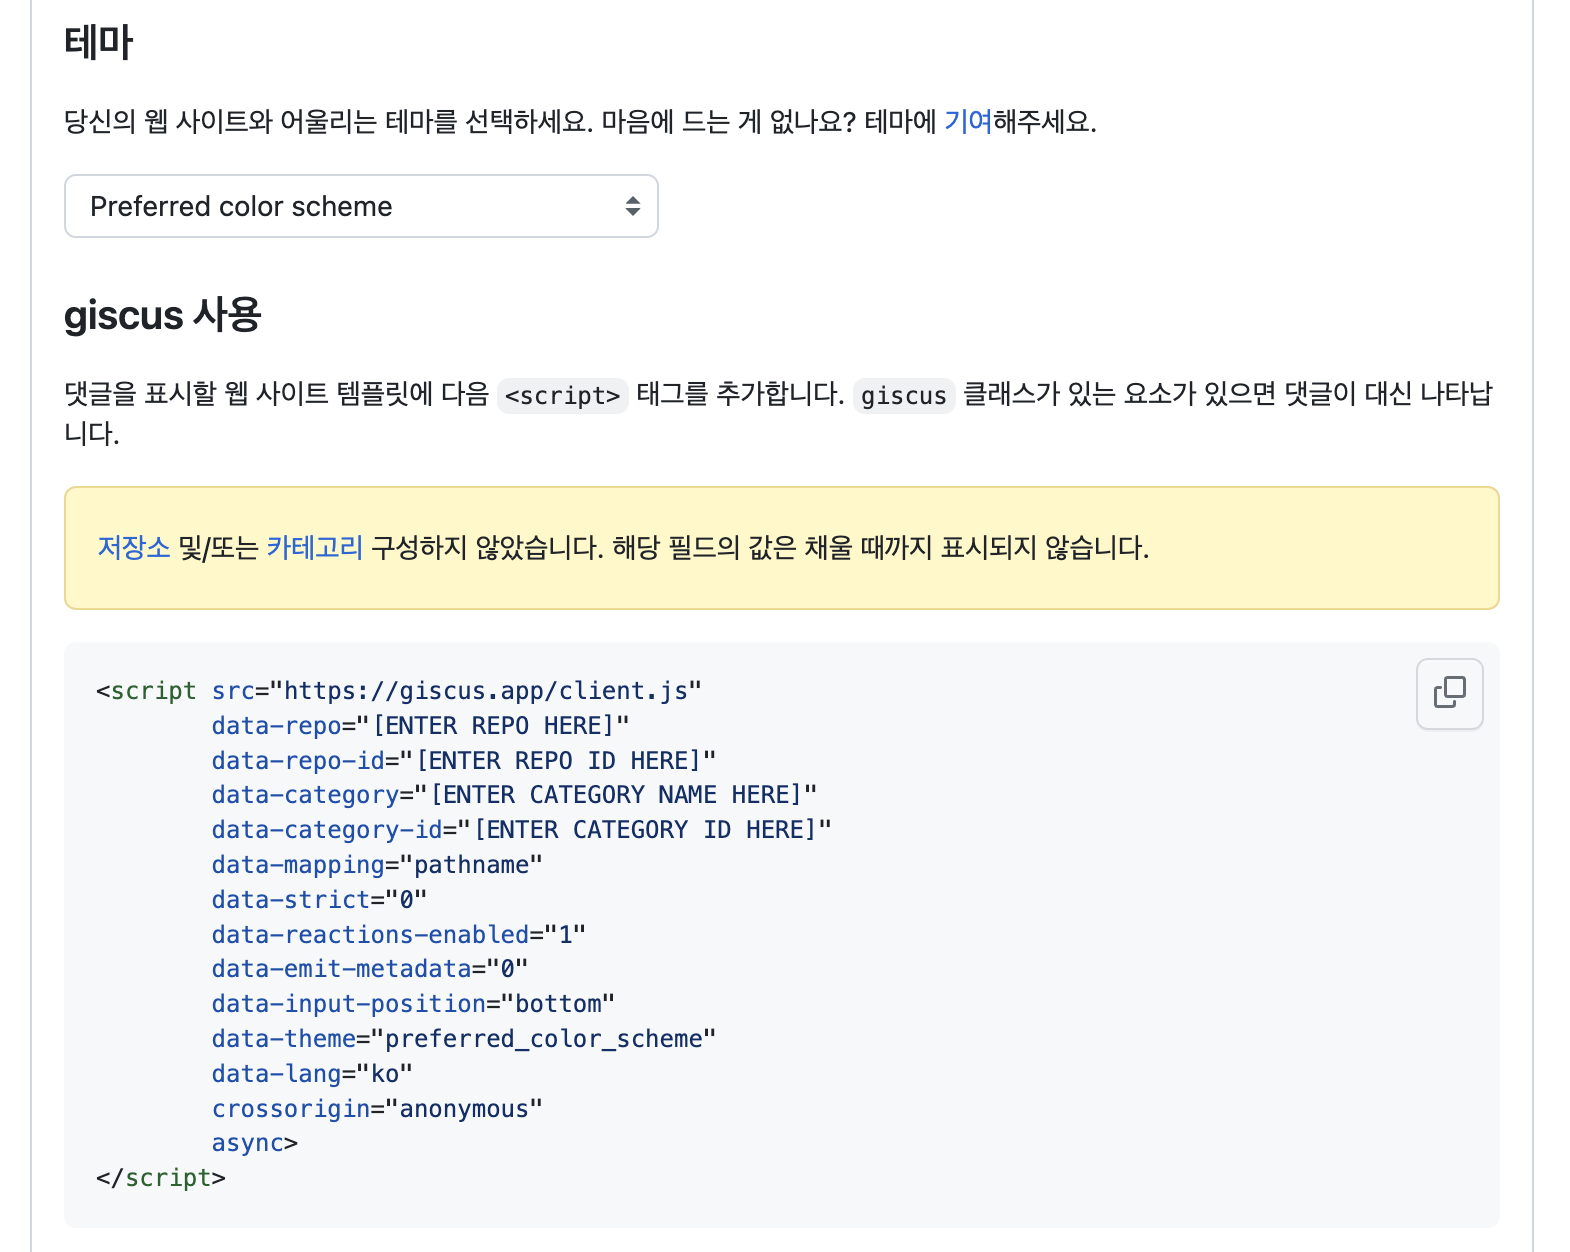 테마
당신의 웹 사이트와 어울리는 테마를 선택하세요. 마음에 드는 게 없나요? 테마에 기여해주세요.
Preferred color scheme
giscus 사용
댓글을 표시할 웹 사이트 템플릿에 다음 <script> 태그를 추가합니다. giscus 클래스가 있는 요소가 있으면 댓글이 대신 나타납
니다.
저장소 및/또는 카테고리 구성하지 않았습니다. 해당 필드의 값은 채울 때까지 표시되지 않습니다.
<script src="https://giscus.app/client.js"
        data-repo="[ENTER REPO HERE]"
        data-repo-id="[ENTER REPO ID HERE]"
        data-category="[ENTER CATEGORY NAME HERE]"
        data-category-id="[ENTER CATEGORY ID HERE]"
        data-mapping="pathname"
        data-strict="0"
        data-reactions-enabled="1"
        data-emit-metadata="0"
        data-input-position="bottom"
        data-theme="preferred_color_scheme"
        data-lang="ko"
        crossorigin="anonymous"
        async>
</script>